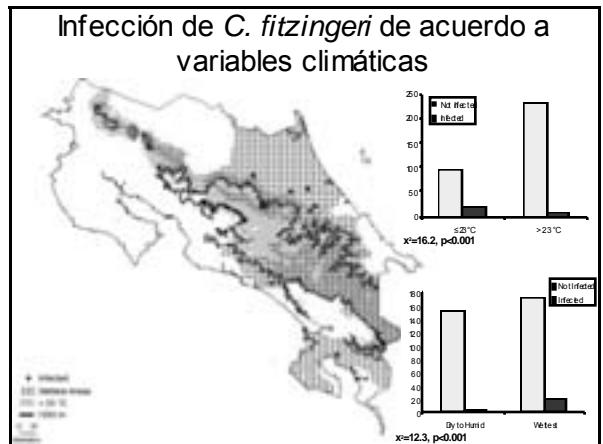 Infección de C. fitzingeri de acuerdo a
variables climáticas
250
200
150
100
50
0
Not infected
Infected
≤23°C
>23°C
x²=16.2, p<0.001
180
160
140
120
100
80
60
40
20
0
Not Infected
Infected
Dry to Humid
Wettest
x²=12.3, p<0.001
Infected